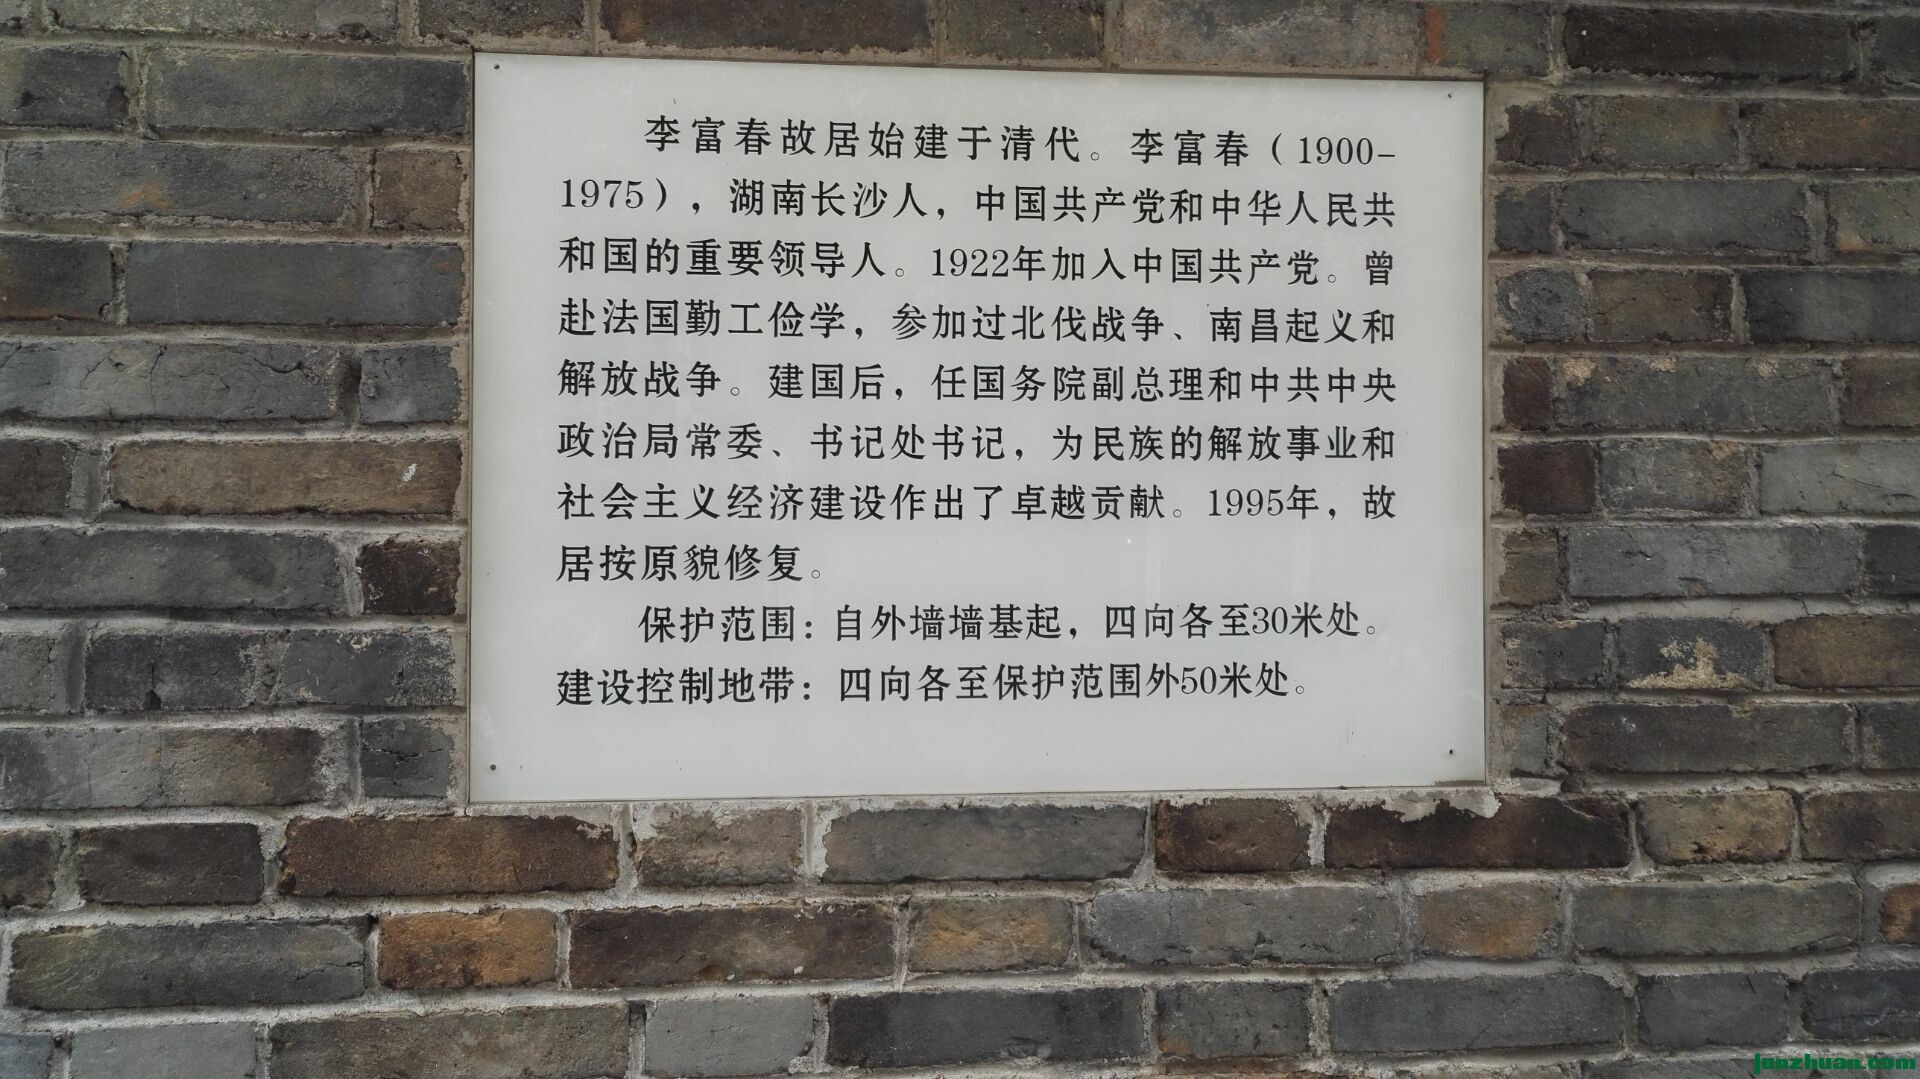 李富春故居始建于清代。李富春（1900-
1975），湖南长沙人，中国共产党和中华人民共
和国的重要领导人。1922年加入中国共产党。曾
赴法国勤工俭学，参加过北伐战争、南昌起义和
解放战争。建国后，任国务院副总理和中共中央
政治局常委、书记处书记，为民族的解放事业和
社会主义经济建设作出了卓越贡献。1995年，故
居按原貌修复。
保护范围：自外墙墙基起，四向各至30米处。
建设控制地带：四向各至保护范围外50米处。
janzhuan.com